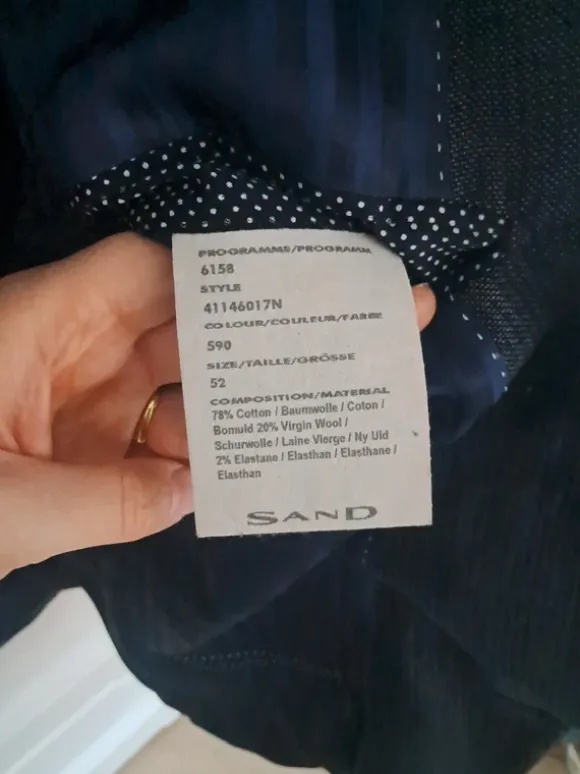 PROGRAMME/PROGRAMM
6158
STYLE
41146017N
COLOUR/COULEUR/FARBE
590
SIZE/TAILLE/GRÖSSE
52
COMPOSITION/MATERIAL
78% Cotton / Baumwolle / Coton /
Bomuld 20% Virgin Wool /
Schurwolle / Laine Vierge / Ny Uld
2% Elastane / Elasthan / Elasthane /
Elasthan
SAND